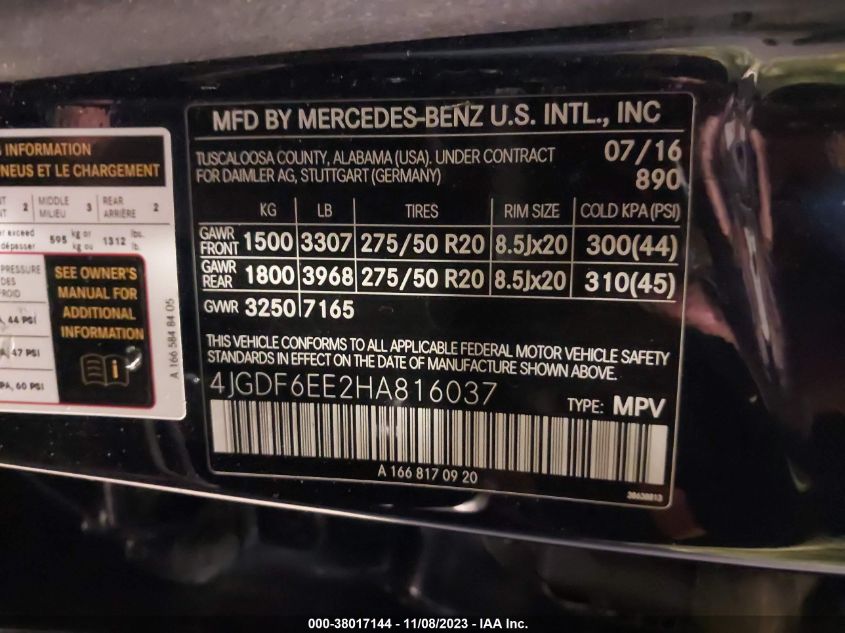 INFORMATION
PNEUS ET LE CHARGEMENT
2 MIDDLE MILIEU 3 REAR ARRIÈRE 2
exceed 595 kg or 1312 lbs.
dépasser kg ou lb.
PRESSURE
DES
FROID
44 PSI
47 PSI
60 PSI
SEE OWNER'S
MANUAL FOR
ADDITIONAL
INFORMATION
A 166 584 84 05
MFD BY MERCEDES-BENZ U.S. INTL., INC
TUSCALOOSA COUNTY, ALABAMA (USA). UNDER CONTRACT
FOR DAIMLER AG, STUTTGART (GERMANY)
07/16
890
KG LB TIRES RIM SIZE COLD KPA (PSI)
GAWR FRONT 1500 3307 275/50 R20 8.5Jx20 300(44)
GAWR REAR 1800 3968 275/50 R20 8.5Jx20 310(45)
GVWR 3250 7165
THIS VEHICLE CONFORMS TO ALL APPLICABLE FEDERAL MOTOR VEHICLE SAFETY
STANDARDS IN EFFECT ON THE DATE OF MANUFACTURE SHOWN ABOVE.
4JGDF6EE2HA816037
TYPE: MPV
A 166 817 09 20
000-38017144 - 11/08/2023 - IAA Inc.